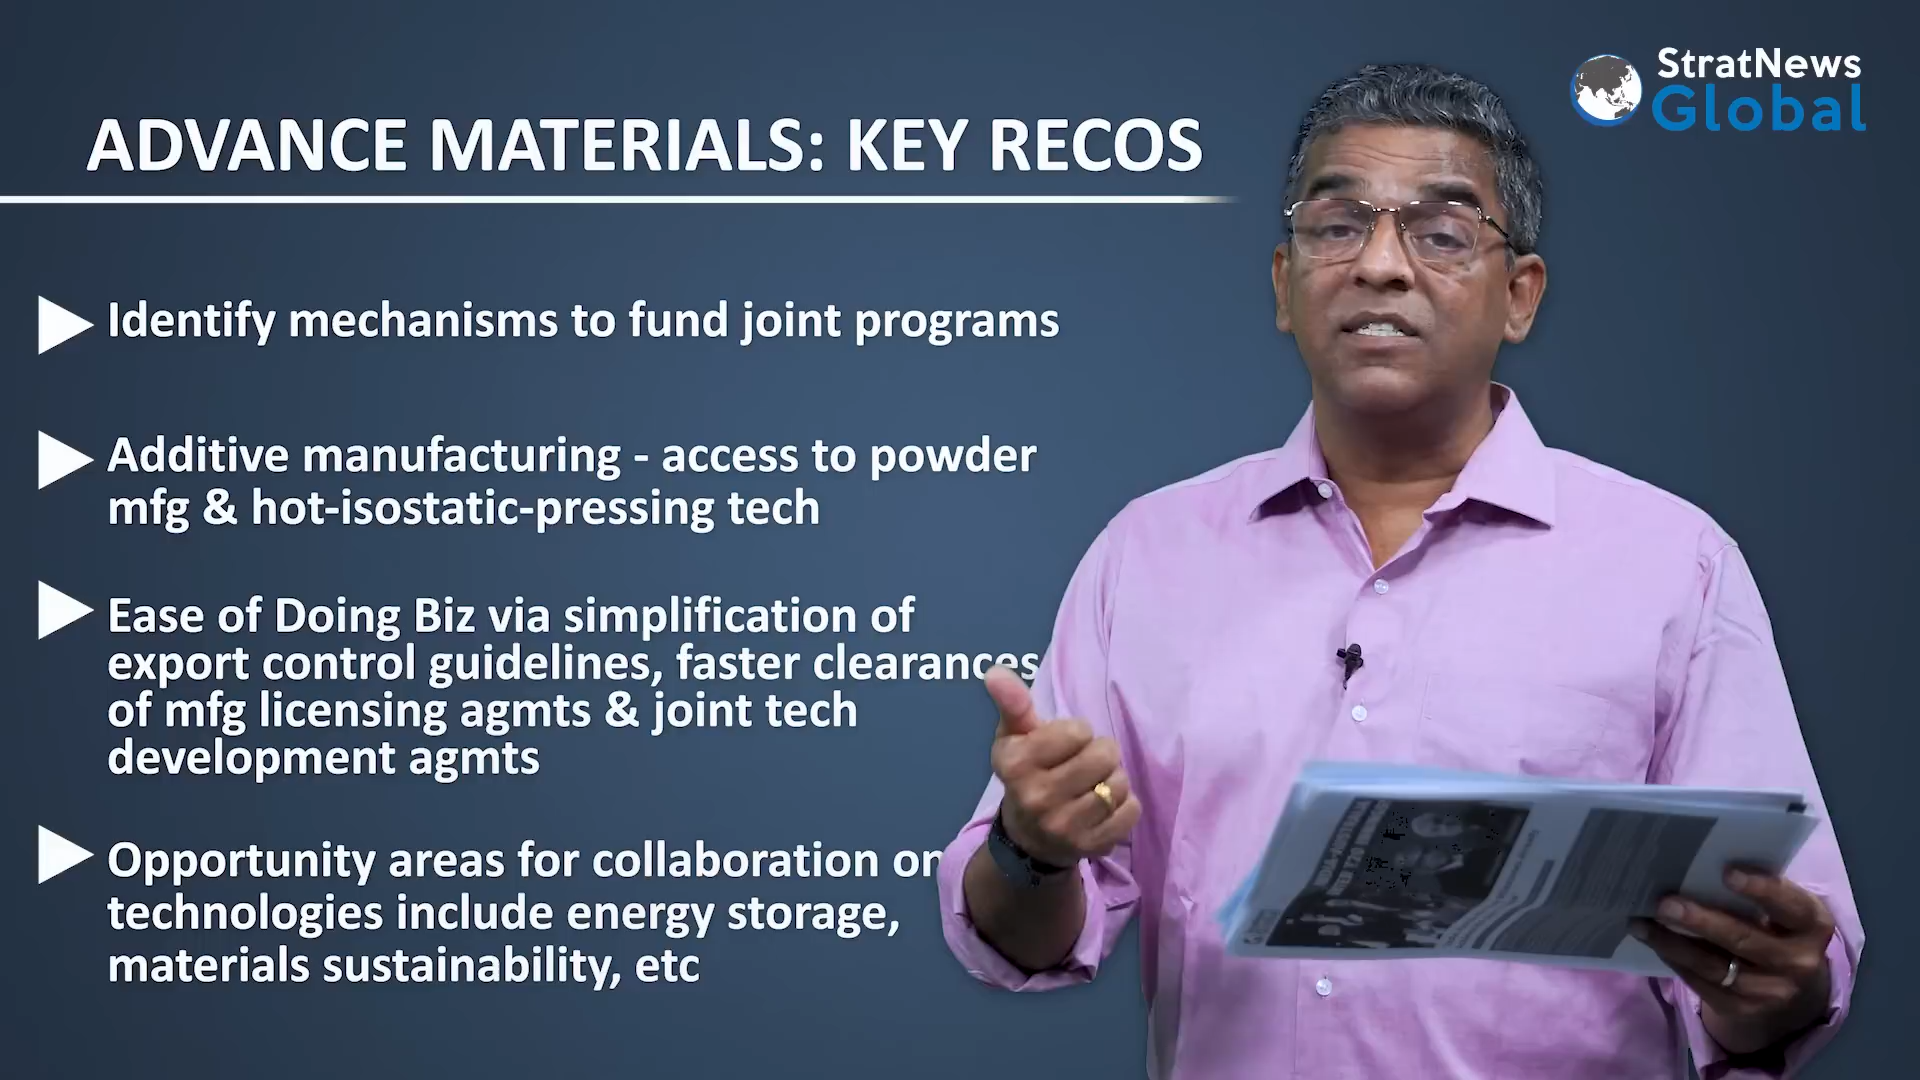 StratNews
Global
ADVANCE MATERIALS: KEY RECOS
Identify mechanisms to fund joint programs
Additive manufacturing - access to powder
mfg & hot-isostatic-pressing tech
Ease of Doing Biz via simplification of
export control guidelines, faster clearances
of mfg licensing agmts & joint tech
development agmts
Opportunity areas for collaboration on
technologies include energy storage,
materials sustainability, etc